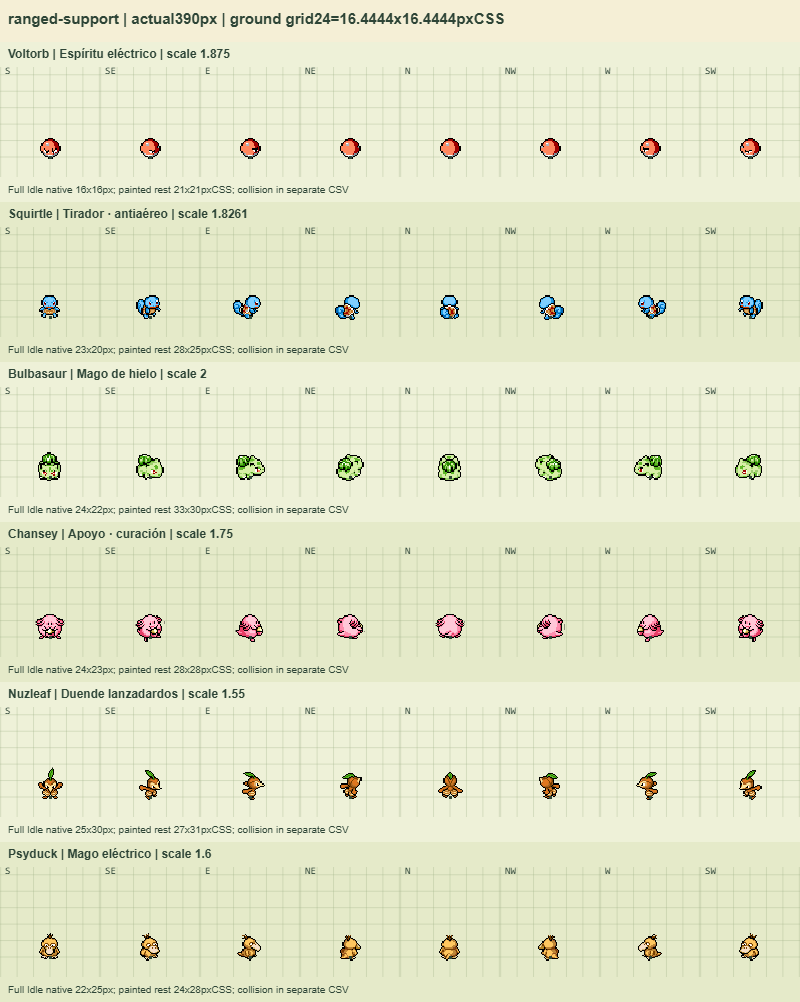 ranged-support | actual390px | ground grid24=16.4444x16.4444pxCSS
Voltorb | Espíritu eléctrico | scale 1.875
S SE E NE N NW W SW
Full Idle native 16x16px; painted rest 21x21pxCSS; collision in separate CSV
Squirtle | Tirador · antiaéreo | scale 1.8261
S SE E NE N NW W SW
Full Idle native 23x20px; painted rest 28x25pxCSS; collision in separate CSV
Bulbasaur | Mago de hielo | scale 2
S SE E NE N NW W SW
Full Idle native 24x22px; painted rest 33x30pxCSS; collision in separate CSV
Chansey | Apoyo · curación | scale 1.75
S SE E NE N NW W SW
Full Idle native 24x23px; painted rest 28x28pxCSS; collision in separate CSV
Nuzleaf | Duende lanzadardos | scale 1.55
S SE E NE N NW W SW
Full Idle native 25x30px; painted rest 27x31pxCSS; collision in separate CSV
Psyduck | Mago eléctrico | scale 1.6
S SE E NE N NW W SW
Full Idle native 22x25px; painted rest 24x28pxCSS; collision in separate CSV